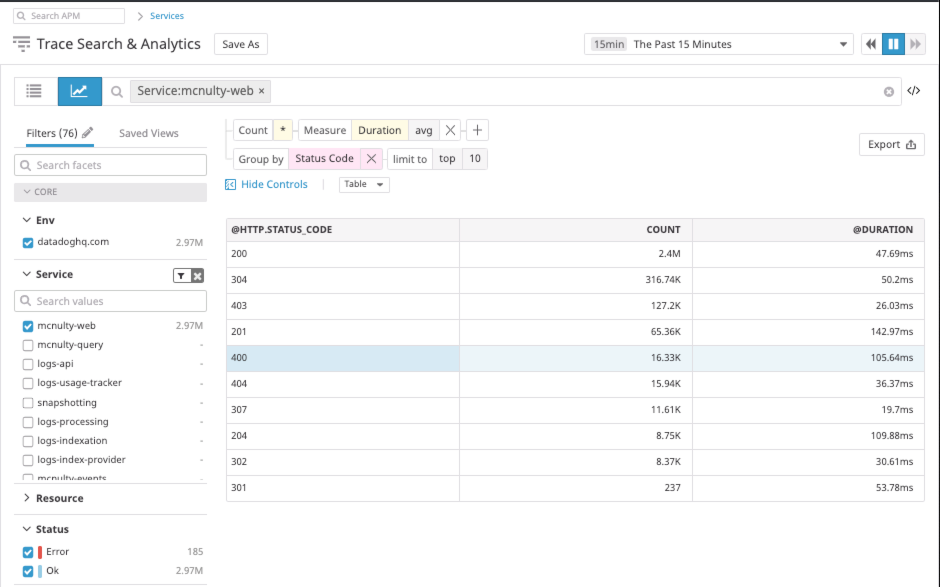 Search APM > Services
Trace Search & Analytics Save As 15min The Past 15 Minutes
Service:mcnulty-web × </>
Filters (76) Saved Views
Count * Measure Duration avg × +
Export
Group by Status Code × limit to top 10
Search facets
Hide Controls Table
CORE
Env
datadoghq.com 2.97M
Service
Search values
mcnulty-web 2.97M
mcnulty-query -
logs-api -
logs-usage-tracker -
snapshotting -
logs-processing -
logs-indexation -
logs-index-provider -
mcnulty-events -
Resource
Status
Error 185
Ok 2.97M
@HTTP.STATUS_CODE COUNT @DURATION
200 2.4M 47.69ms
304 316.74K 50.2ms
403 127.2K 26.03ms
201 65.36K 142.97ms
400 16.33K 105.64ms
404 15.94K 36.37ms
307 11.61K 19.7ms
204 8.75K 109.88ms
302 8.37K 30.61ms
301 237 53.78ms